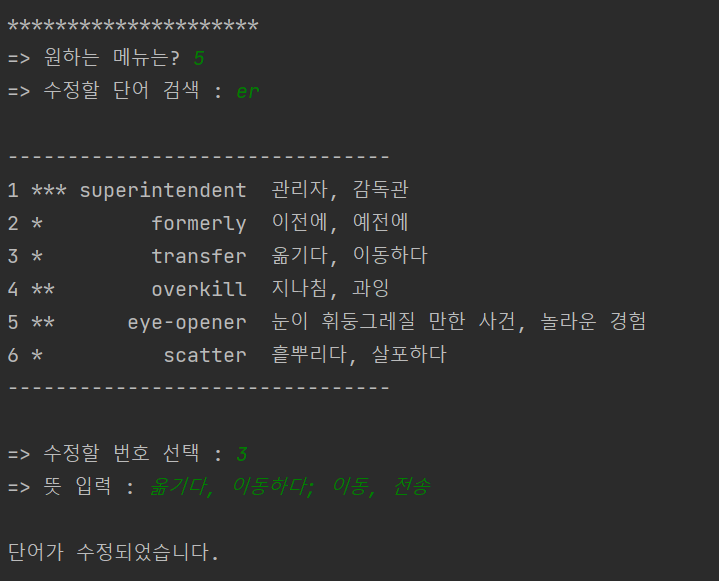 *********************
=> 원하는 메뉴는? 5
=> 수정할 단어 검색 : er
--------------------------------
1 *** superintendent  관리자, 감독관
2 *         formerly  이전에, 예전에
3 *         transfer  옮기다, 이동하다
4 **        overkill  지나침, 과잉
5 **      eye-opener  눈이 휘둥그레질 만한 사건, 놀라운 경험
6 *          scatter  흩뿌리다, 살포하다
--------------------------------
=> 수정할 번호 선택 : 3
=> 뜻 입력 : 옮기다, 이동하다; 이동, 전송
단어가 수정되었습니다.